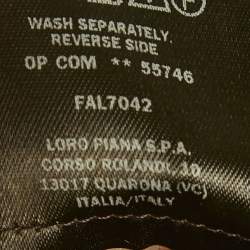 WASH SEPARATELY.
REVERSE SIDE
OP COM ** 55746
FAL7042
LORO PIANA S.P.A.
CORSO ROLANDI, 10
13017 QUARONA (VC)
ITALIA/ITALY